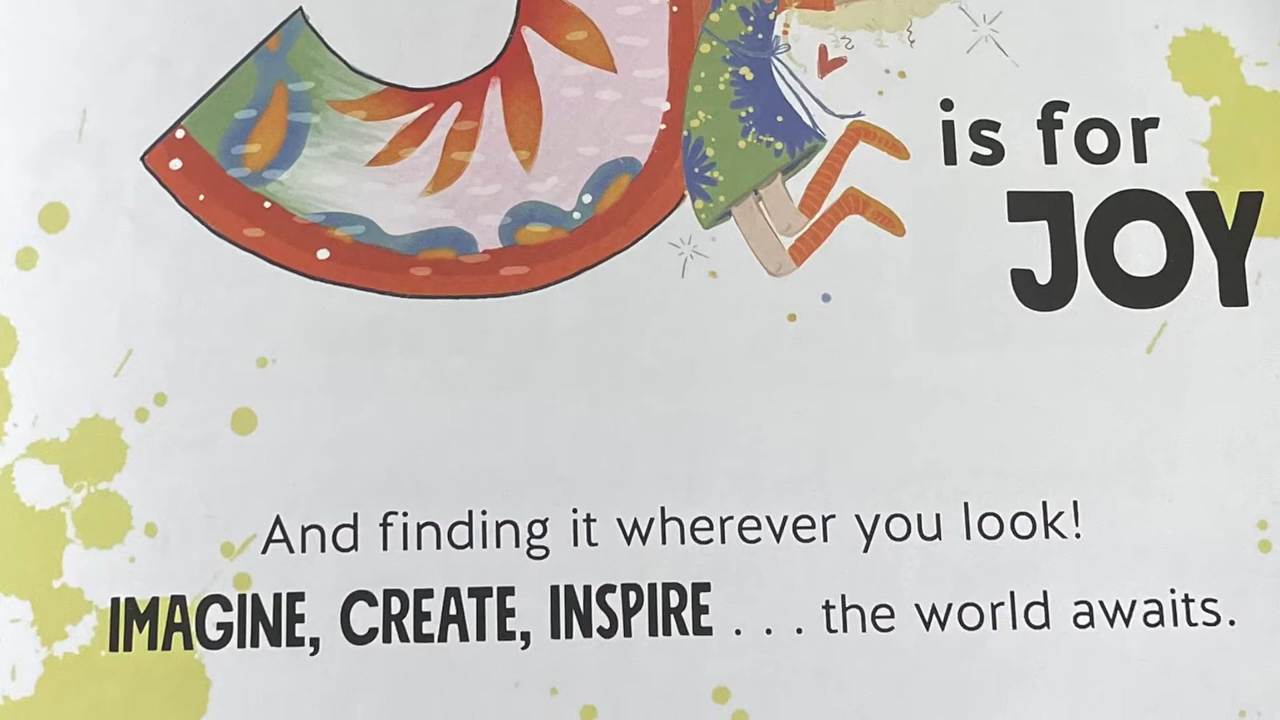 is for
JOY
And finding it wherever you look!
IMAGINE, CREATE, INSPIRE . . . the world awaits.